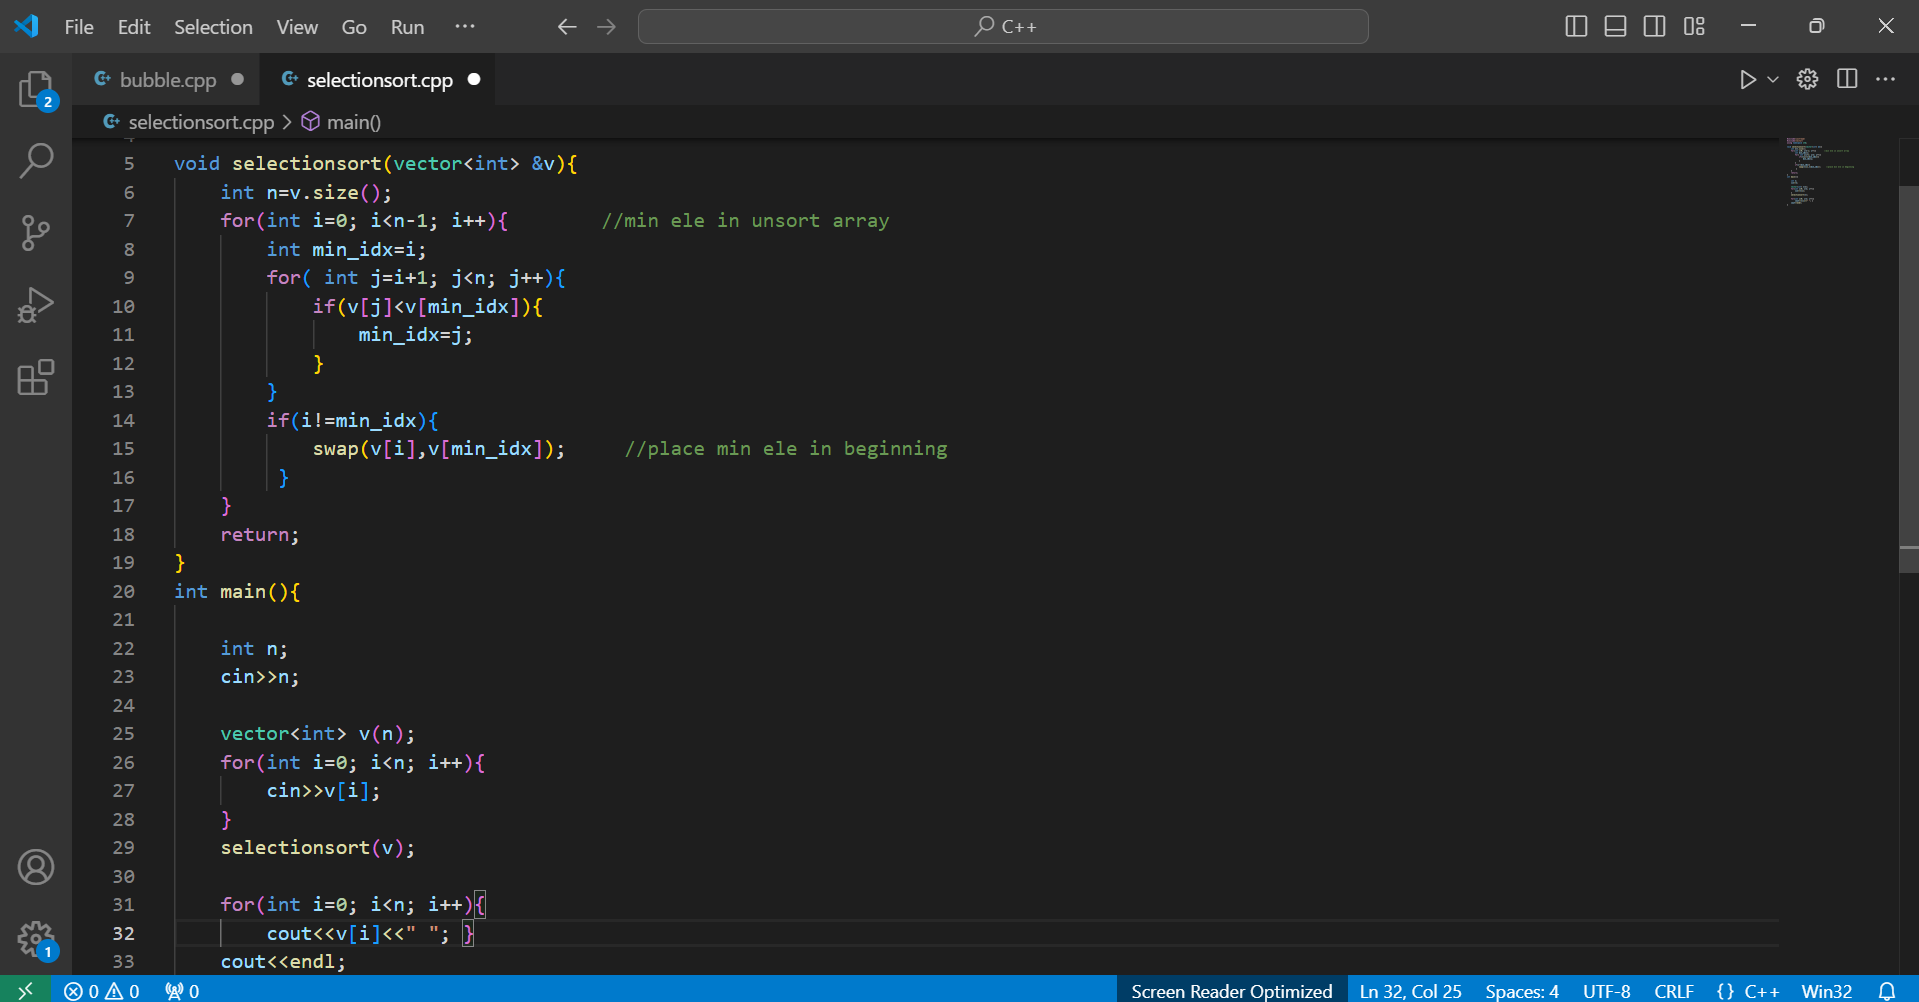 File Edit Selection View Go Run ··· C++
bubble.cpp selectionsort.cpp
selectionsort.cpp > main()
5 void selectionsort(vector<int> &v){
6     int n=v.size();
7     for(int i=0; i<n-1; i++){        //min ele in unsort array
8         int min_idx=i;
9         for( int j=i+1; j<n; j++){
10             if(v[j]<v[min_idx]){
11                 min_idx=j;
12             }
13         }
14         if(i!=min_idx){
15             swap(v[i],v[min_idx]);     //place min ele in beginning
16          }
17     }
18     return;
19 }
20 int main(){
21
22     int n;
23     cin>>n;
24
25     vector<int> v(n);
26     for(int i=0; i<n; i++){
27         cin>>v[i];
28     }
29     selectionsort(v);
30
31     for(int i=0; i<n; i++){
32         cout<<v[i]<<" "; }
33     cout<<endl;
2
1
0 0 0 Screen Reader Optimized Ln 32, Col 25 Spaces: 4 UTF-8 CRLF {} C++ Win32